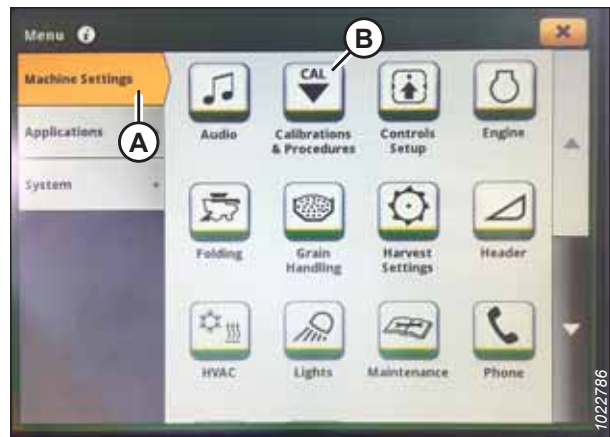 Menu i
B
Machine Settings
A
Applications
System +
CAL
Audio
Calibrations
& Procedures
Controls
Setup
Engine
Folding
Grain
Handling
Harvest
Settings
Header
HVAC
Lights
Maintenance
Phone
1022786